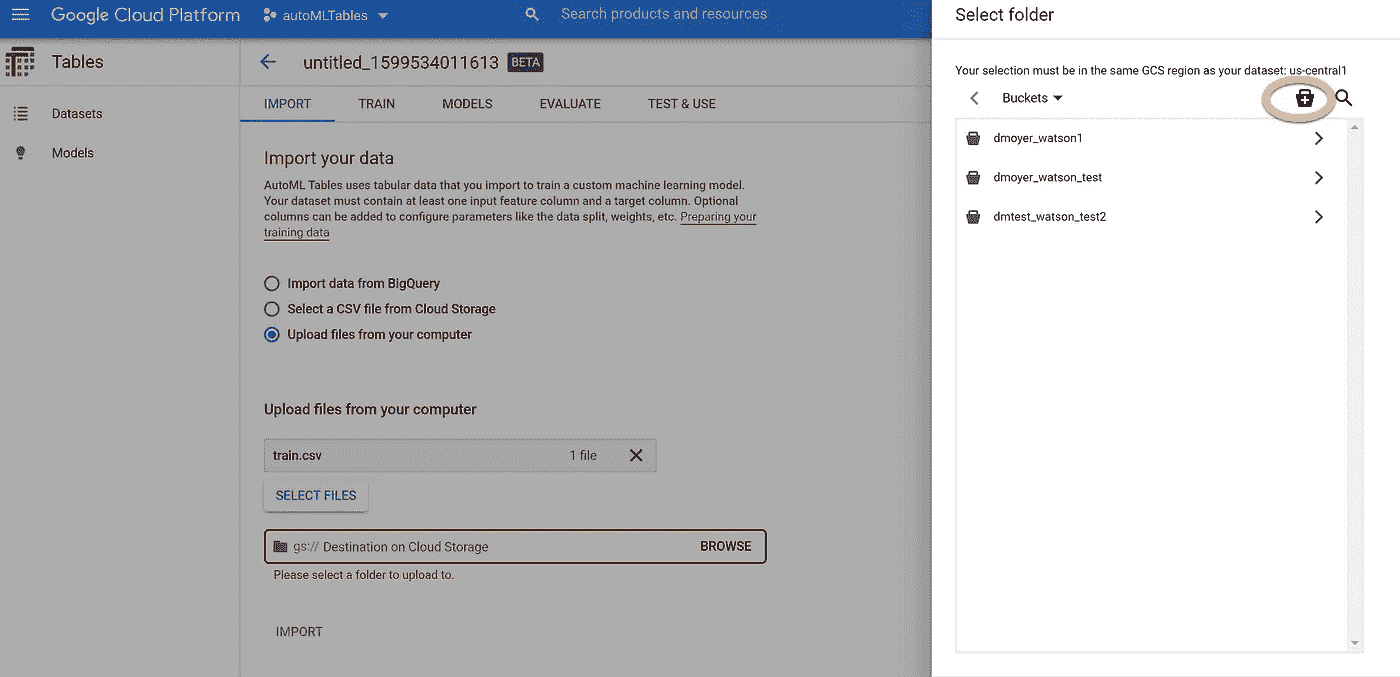 Google Cloud Platform
autoMLTables
Search products and resources
Tables
untitled_1599534011613
BETA
Datasets
Models
IMPORT
TRAIN
MODELS
EVALUATE
TEST & USE
Import your data
AutoML Tables uses tabular data that you import to train a custom machine learning model.
Your dataset must contain at least one input feature column and a target column. Optional
columns can be added to configure parameters like the data split, weights, etc. Preparing your
training data
Import data from BigQuery
Select a CSV file from Cloud Storage
Upload files from your computer
Upload files from your computer
train.csv
1 file
SELECT FILES
gs:// Destination on Cloud Storage
BROWSE
Please select a folder to upload to.
IMPORT
Select folder
Your selection must be in the same GCS region as your dataset: us-central1
Buckets
dmoyer_watson1
dmoyer_watson_test
dmtest_watson_test2